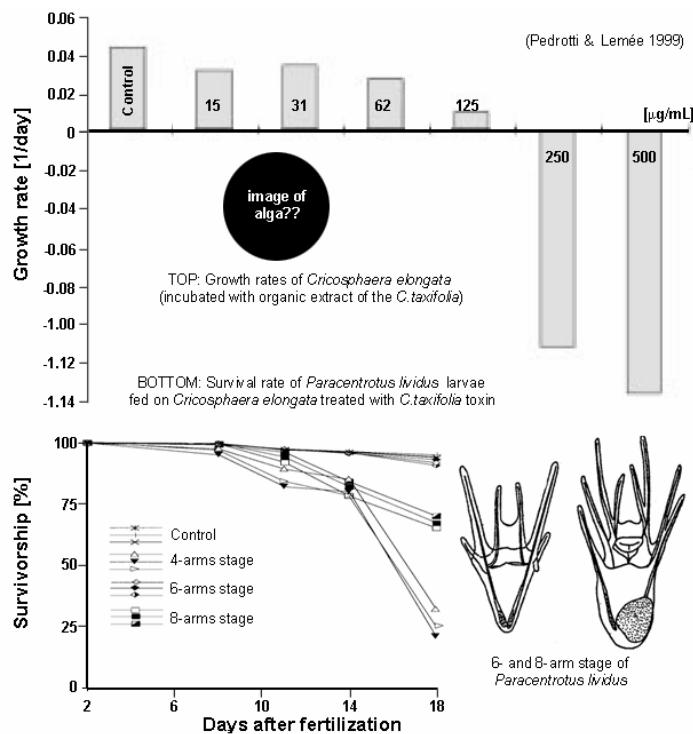 (Pedrotti & Lemée 1999)
Growth rate [1/day]
0.06
0.04
0.02
0
-0.02
-0.04
-0.06
-0.08
-1.00
-1.12
-1.14
Control
15
31
62
125
250
500
[µg/mL]
image of
alga??
TOP: Growth rates of Cricosphaera elongata
(incubated with organic extract of the C.taxifolia)
BOTTOM: Survival rate of Paracentrotus lividus larvae
fed on Cricosphaera elongata treated with C.taxifolia toxin
Survivorship [%]
100
75
50
25
0
Control
4-arms stage
6-arms stage
8-arms stage
2
6
10
14
18
Days after fertilization
6- and 8-arm stage of
Paracentrotus lividus